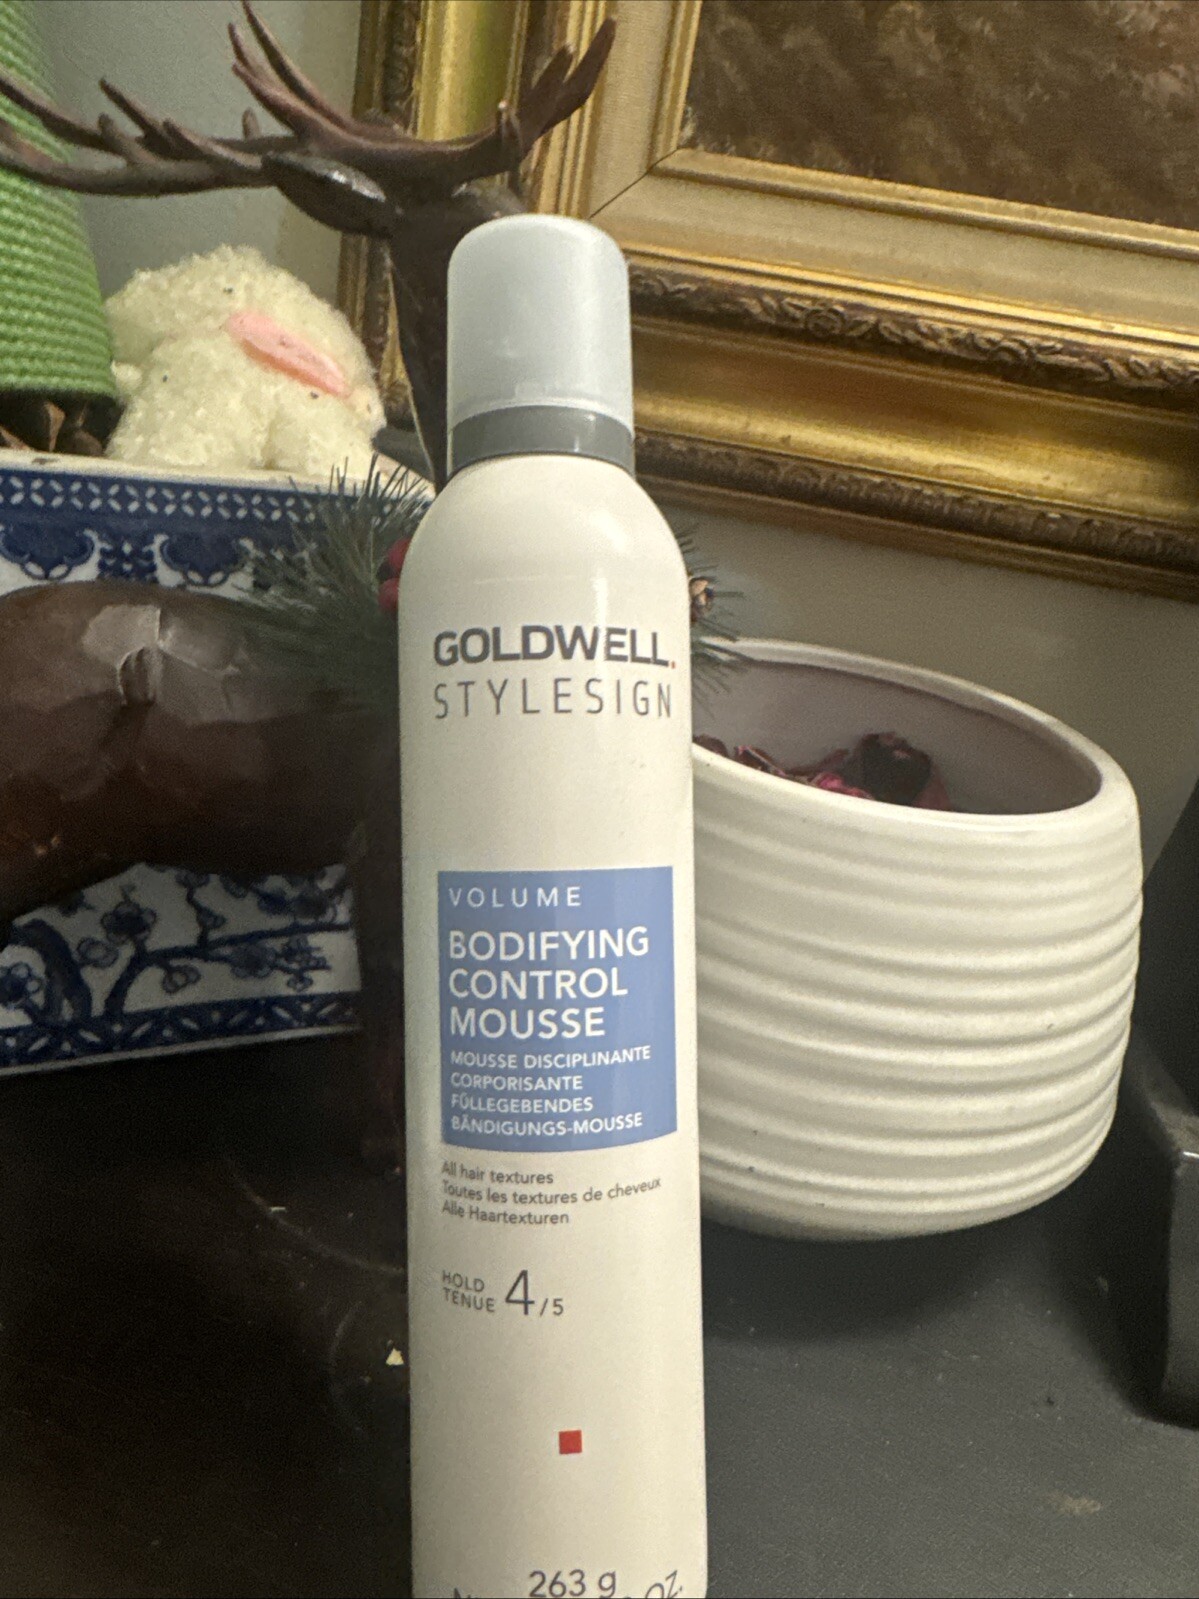 GOLDWELL.
STYLESIGN
VOLUME
BODIFYING
CONTROL
MOUSSE
MOUSSE DISCIPLINANTE
CORPORISANTE
FÜLLEGEBENDES
BÄNDIGUNGS-MOUSSE
All hair textures
Toutes les textures de cheveux
Alle Haartexturen
HOLD
TENUE 4/5
263 g
OZ.